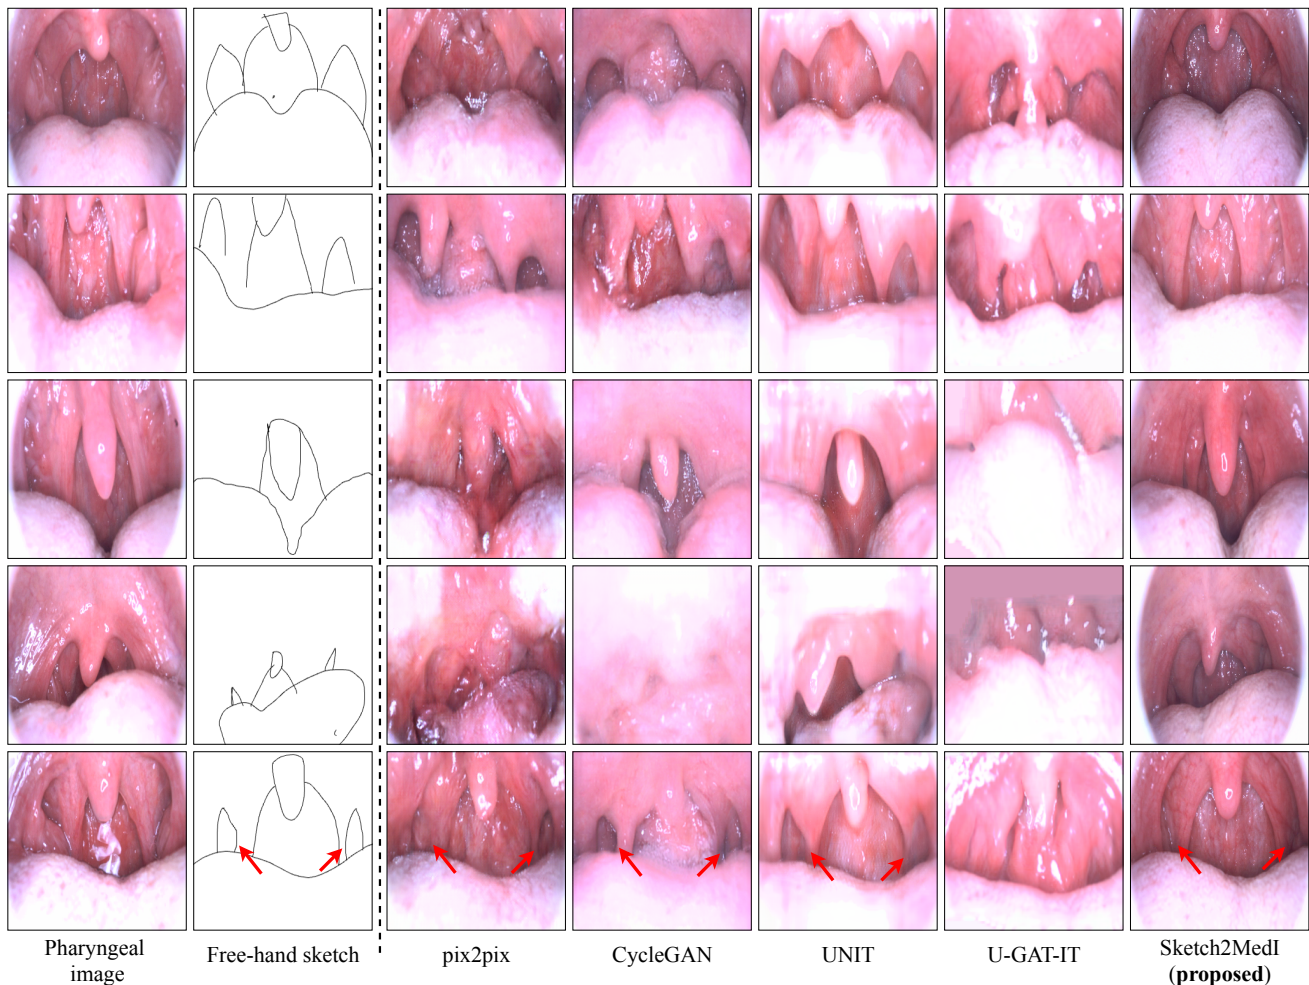 Pharyngeal
image
Free-hand sketch
pix2pix
CycleGAN
UNIT
U-GAT-IT
Sketch2MedI
(proposed)